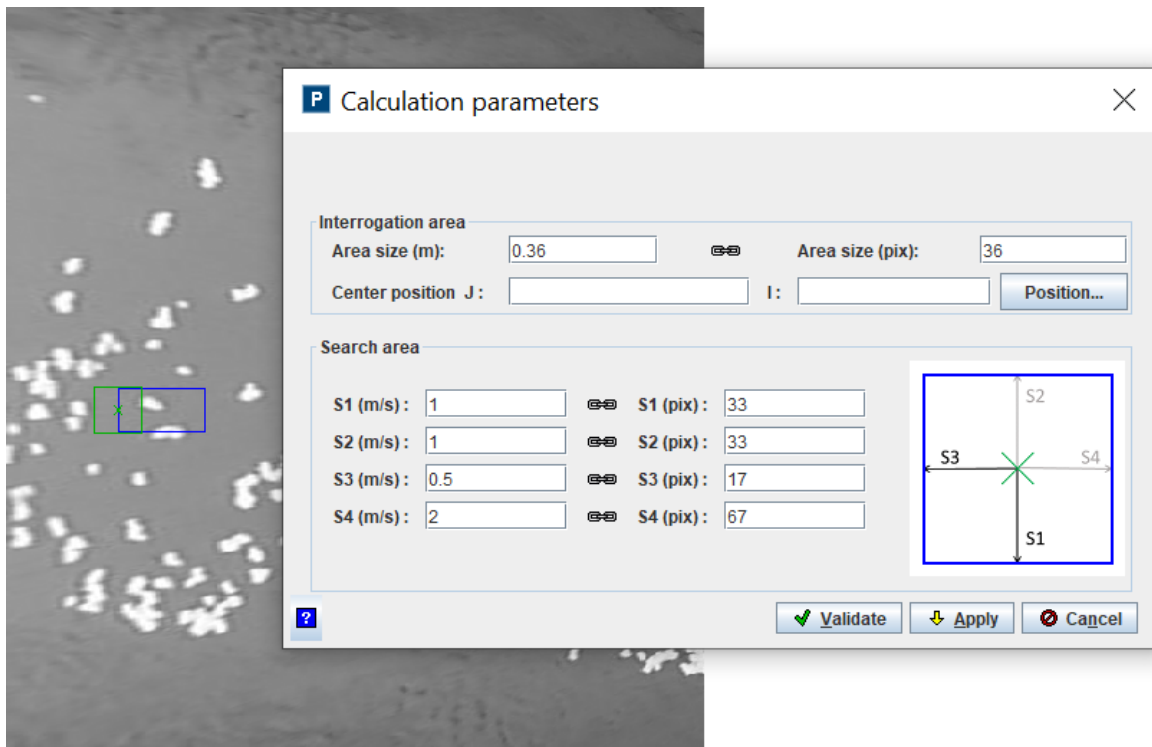 P Calculation parameters
Interrogation area
Area size (m): 0.36 Area size (pix): 36
Center position J : I : Position...
Search area
S1 (m/s) : 1 S1 (pix) : 33
S2 (m/s) : 1 S2 (pix) : 33
S3 (m/s) : 0.5 S3 (pix) : 17
S4 (m/s) : 2 S4 (pix) : 67
S2
S3 S4
S1
? Validate Apply Cancel